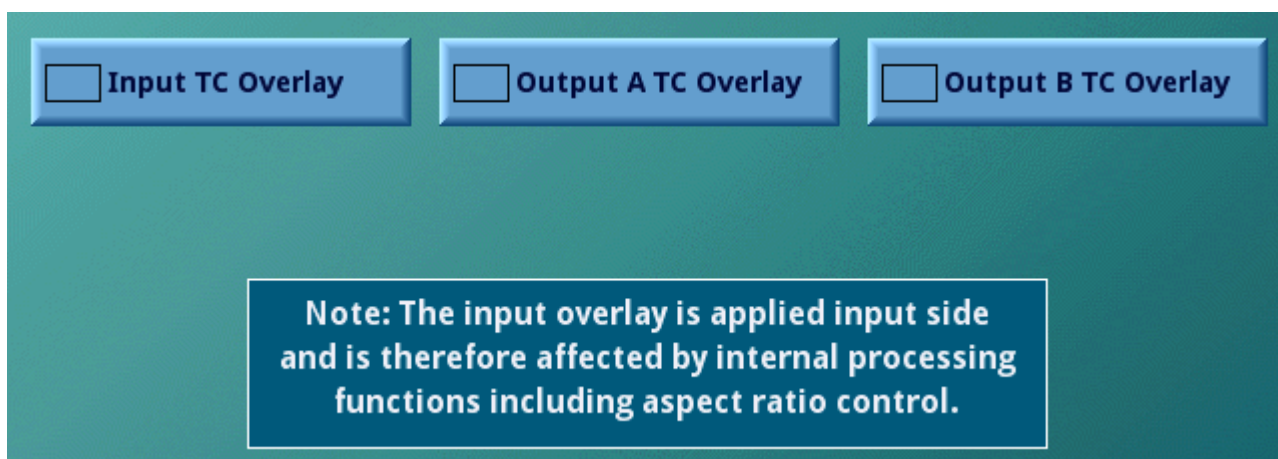 Input TC Overlay
Output A TC Overlay
Output B TC Overlay
Note: The input overlay is applied input side
and is therefore affected by internal processing
functions including aspect ratio control.